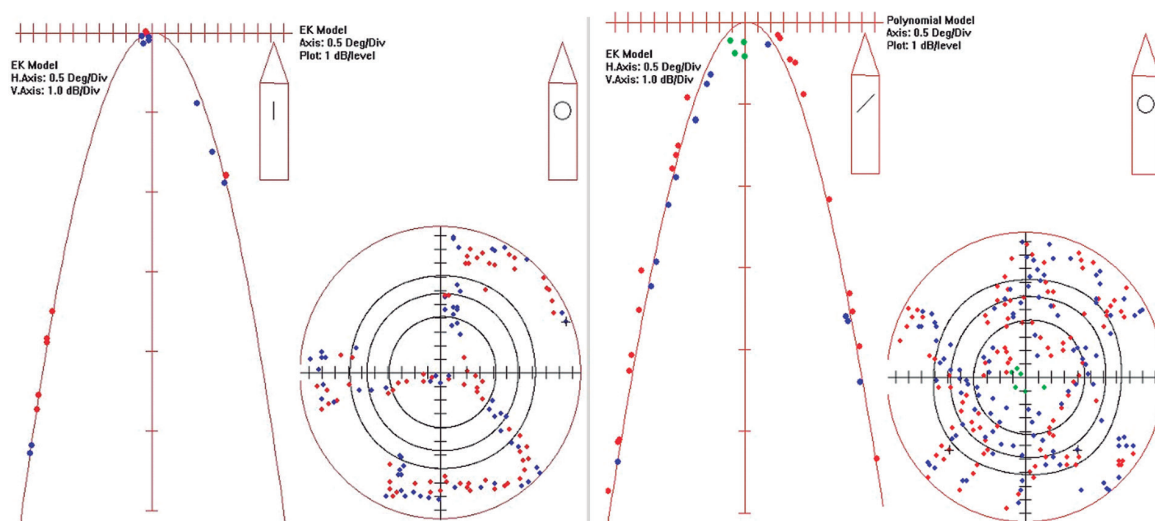 EK Model
Axis: 0.5 Deg/Div
Plot: 1 dB/level
EK Model
H.Axis: 0.5 Deg/Div
V.Axis: 1.0 dB/Div
Polynomial Model
Axis: 0.5 Deg/Div
Plot: 1 dB/level
EK Model
H.Axis: 0.5 Deg/Div
V.Axis: 1.0 dB/Div